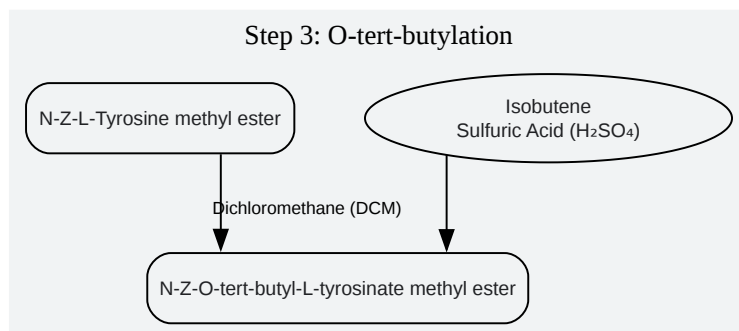 Step 3: O-tert-butylation
N-Z-L-Tyrosine methyl ester
Isobutene
Sulfuric Acid (H₂SO₄)
Dichloromethane (DCM)
N-Z-O-tert-butyl-L-tyrosinate methyl ester